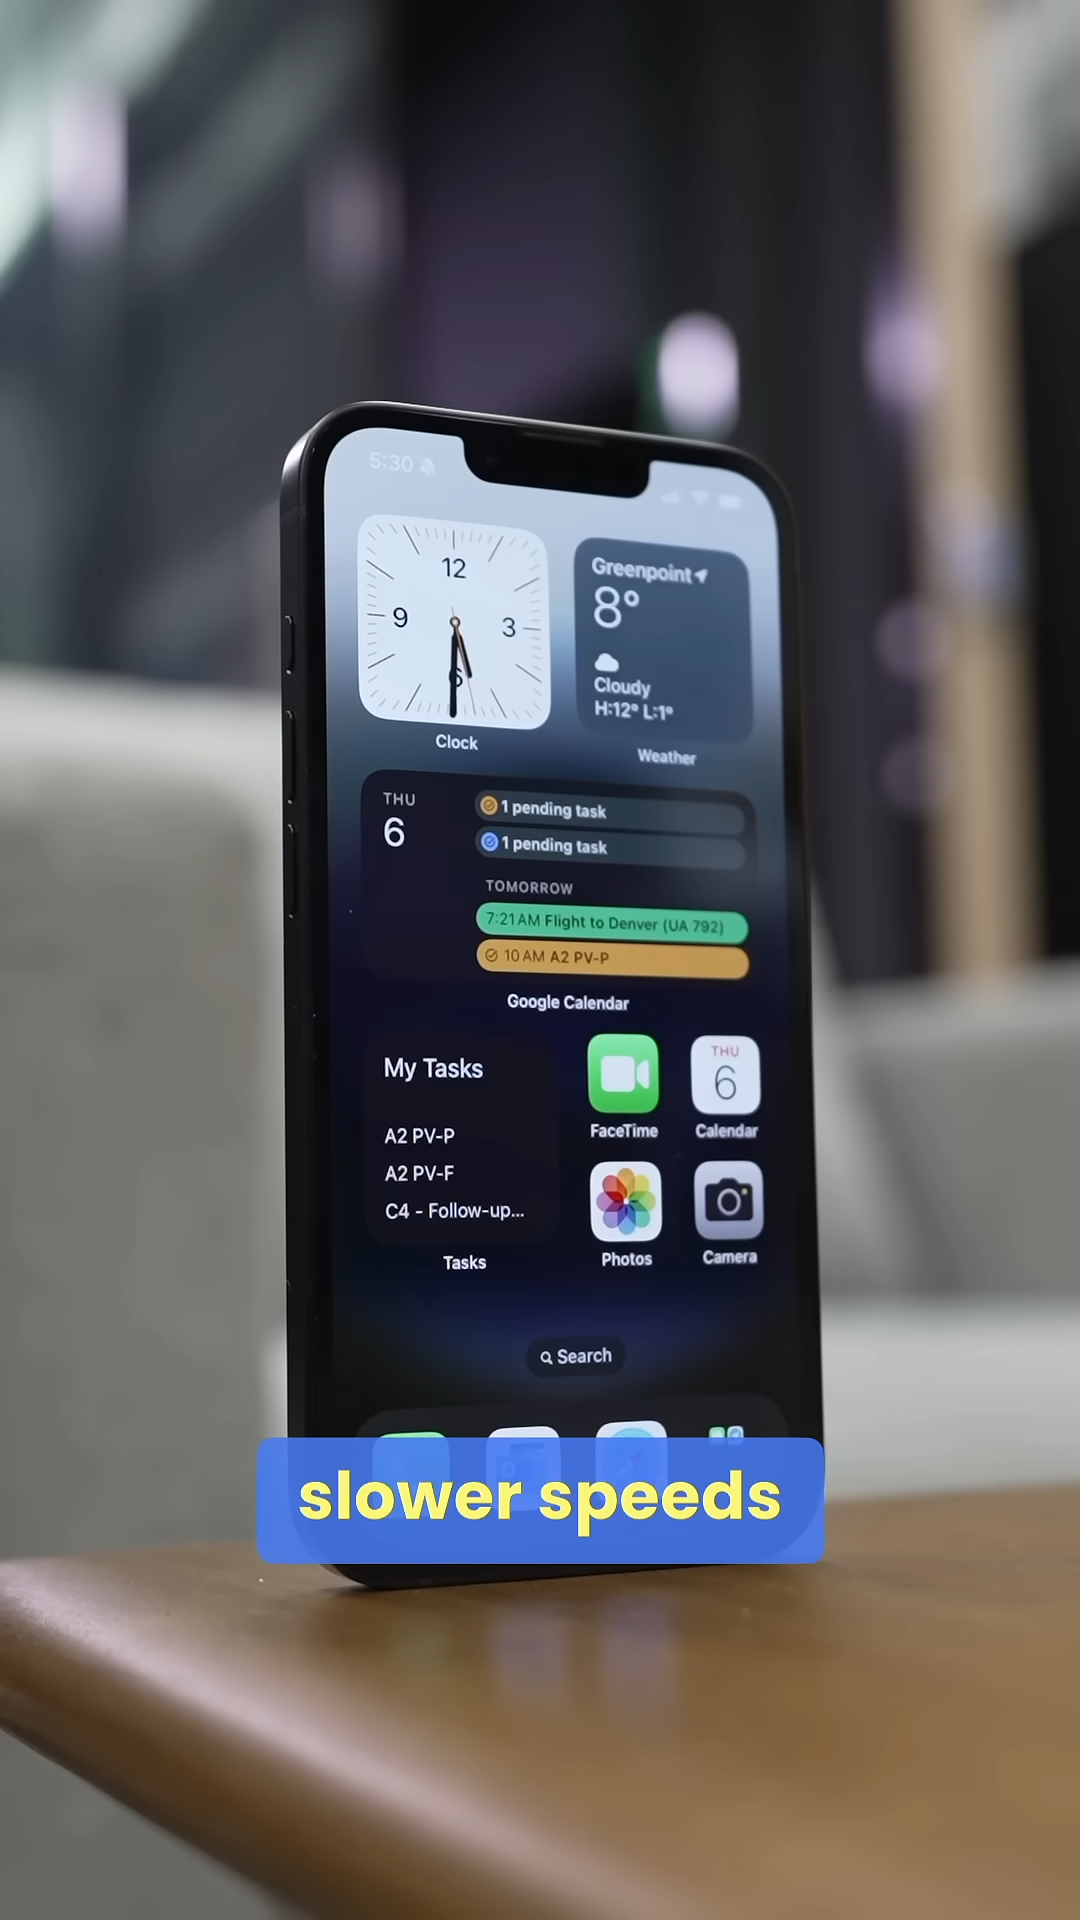 5:30
12
9
3
6
Clock
Greenpoint
8°
Cloudy
H:12° L:1°
Weather
THU
6
1 pending task
1 pending task
TOMORROW
7:21 AM Flight to Denver (UA 792)
10 AM A2 PV-P
Google Calendar
My Tasks
A2 PV-P
A2 PV-F
C4 - Follow-up...
Tasks
FaceTime
THU
6
Calendar
Photos
Camera
Search
slower speeds